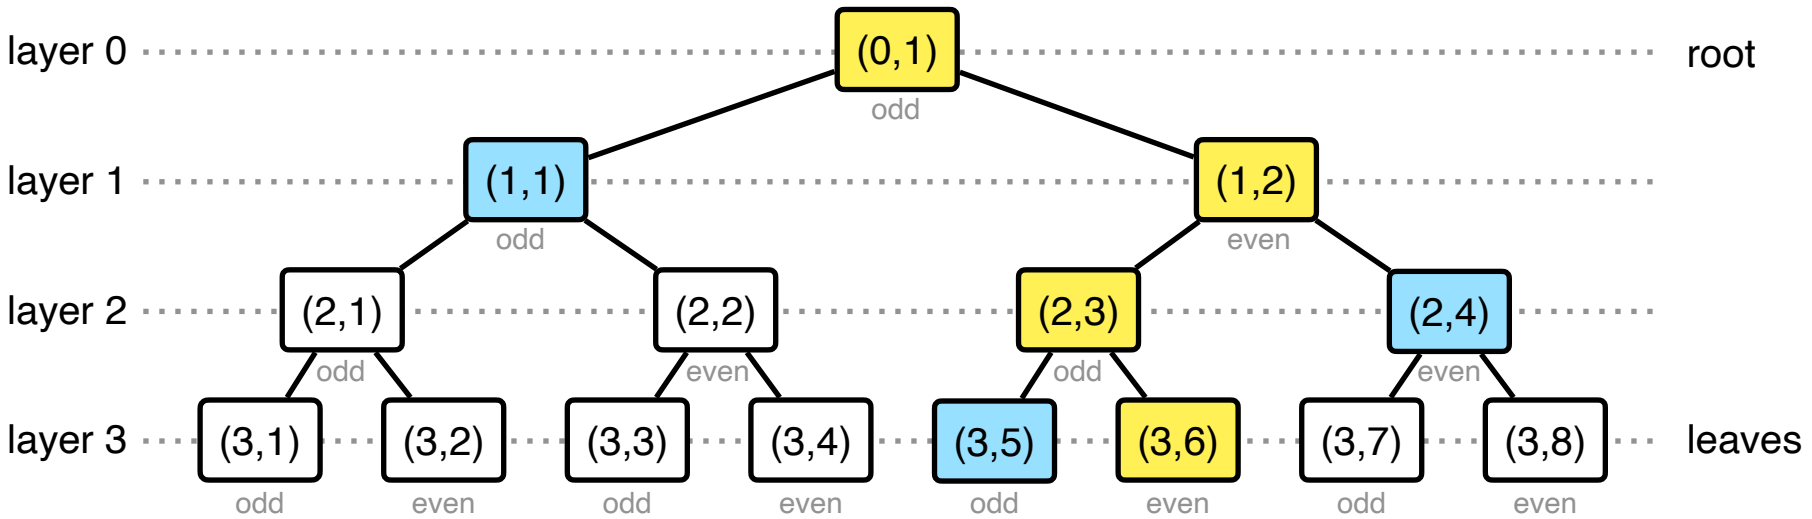 layer 0 (0,1) root
odd
layer 1 (1,1) (1,2)
odd even
layer 2 (2,1) (2,2) (2,3) (2,4)
odd even odd even
layer 3 (3,1) (3,2) (3,3) (3,4) (3,5) (3,6) (3,7) (3,8) leaves
odd even odd even odd even odd even